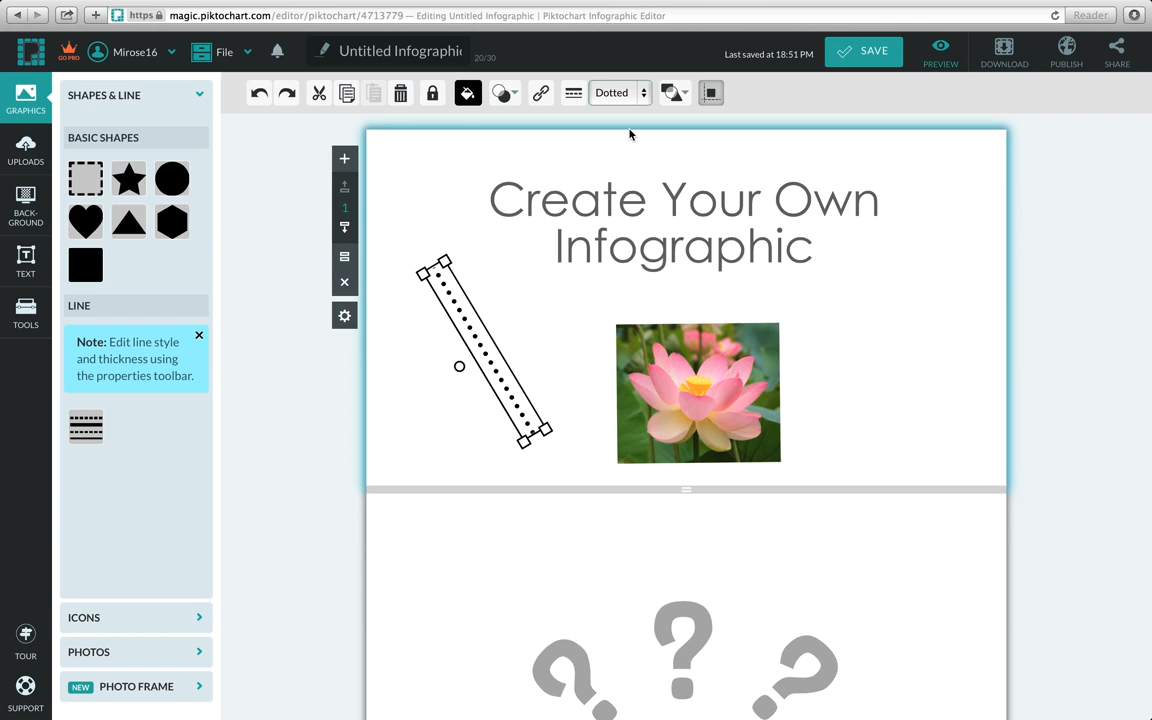 https magic.piktochart.com/editor/piktochart/4713779 — Editing Untitled Infographic | Piktochart Infographic Editor
Reader
GO PRO
Mirose16
File
Untitled Infographic
20/30
Last saved at 18:51 PM
SAVE
PREVIEW
DOWNLOAD
PUBLISH
SHARE
GRAPHICS
UPLOADS
BACK-
GROUND
TEXT
TOOLS
TOUR
SUPPORT
SHAPES & LINE
BASIC SHAPES
LINE
Note: Edit line style
and thickness using
the properties toolbar.
ICONS
PHOTOS
NEW PHOTO FRAME
Dotted
1
Create Your Own
Infographic
? ? ?